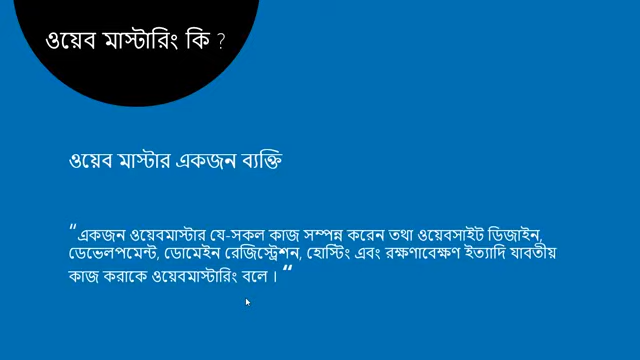 ওয়েব মাস্টারিং কি ?
ওয়েব মাস্টার একজন ব্যক্তি
“একজন ওয়েবমাস্টার যে-সকল কাজ সম্পন্ন করেন তথা ওয়েবসাইট ডিজাইন,
ডেভেলপমেন্ট, ডোমেইন রেজিস্ট্রেশন, হোস্টিং এবং রক্ষণাবেক্ষণ ইত্যাদি যাবতীয়
কাজ করাকে ওয়েবমাস্টারিং বলে । “